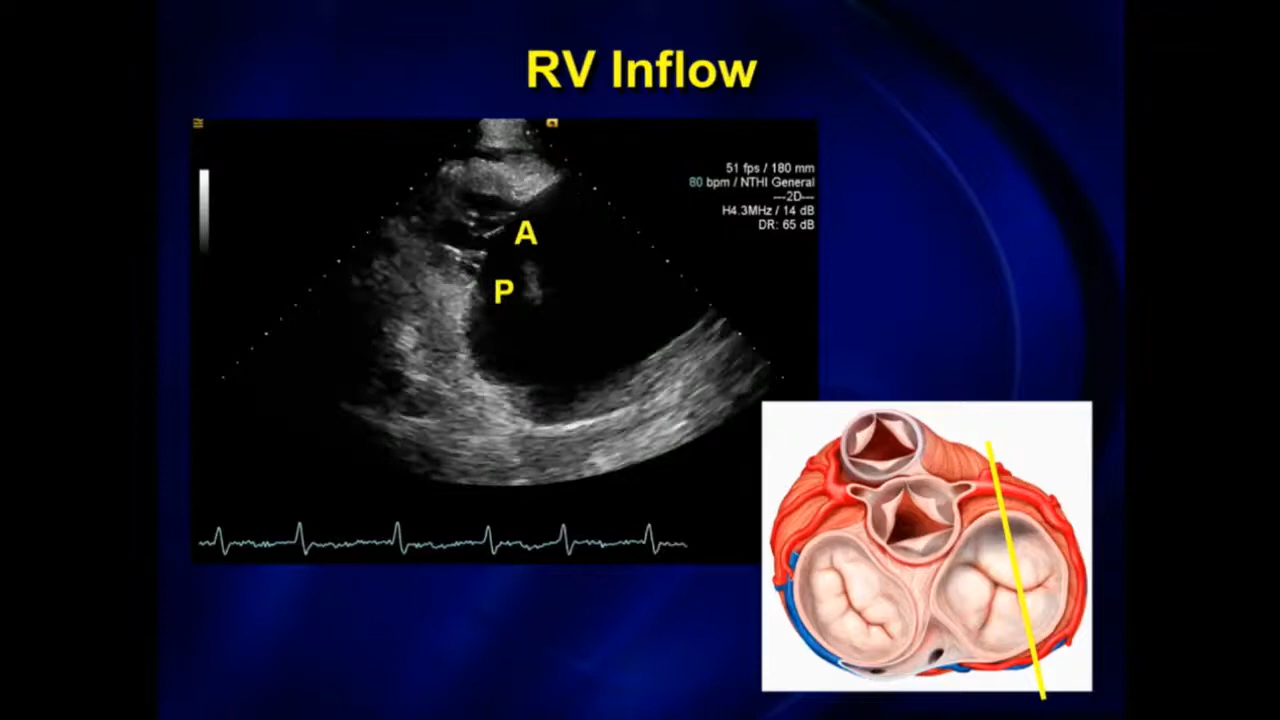 RV Inflow
51 fps / 180 mm
80 bpm / NTHI General
---2D---
H4.3MHz / 14 dB
DR: 65 dB
A
P